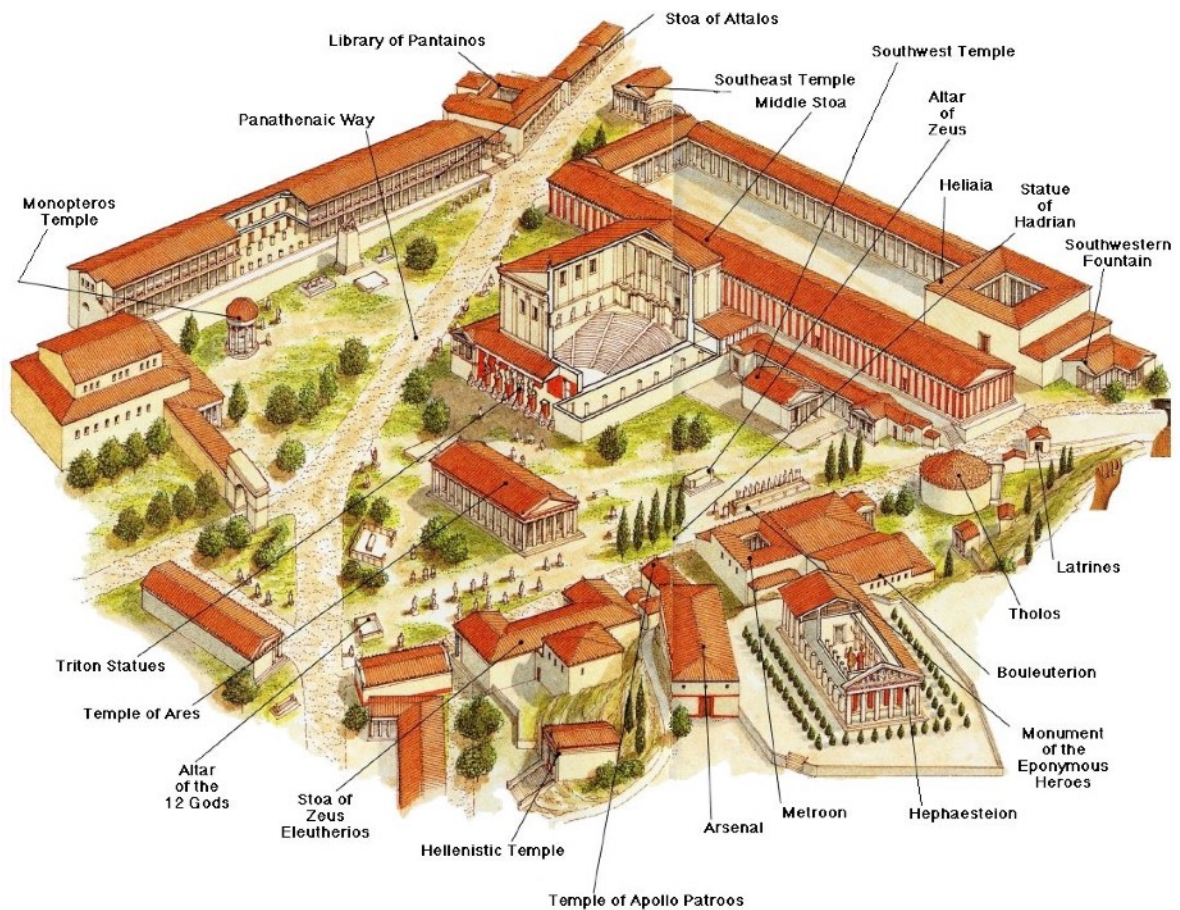 Stoa of Attalos
Library of Pantainos
Southwest Temple
Southeast Temple
Middle Stoa
Altar
of
Zeus
Panathenaic Way
Heliaia
Statue
of
Hadrian
Monopteros
Temple
Southwestern
Fountain
Latrines
Tholos
Triton Statues
Bouleuterion
Temple of Ares
Monument
of the
Eponymous
Heroes
Altar
of the
12 Gods
Stoa of
Zeus
Eleutherios
Metroon
Hephaesteion
Arsenal
Hellenistic Temple
Temple of Apollo Patroos